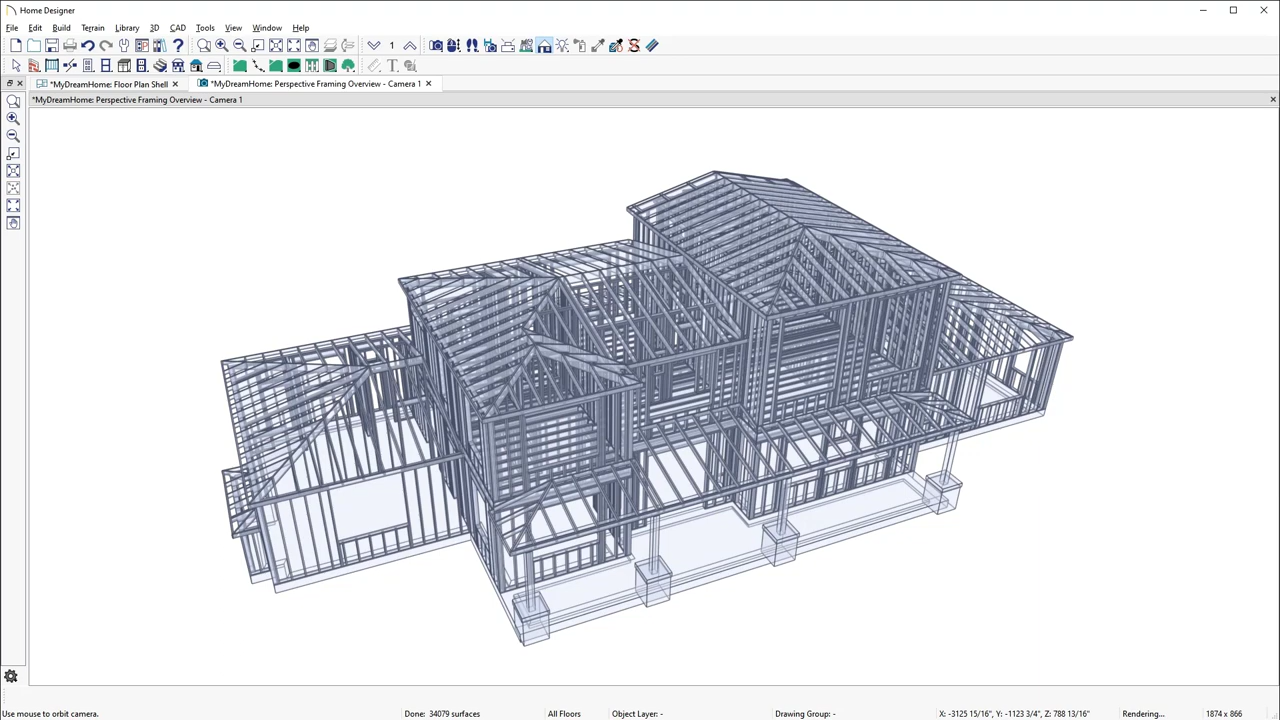 Home Designer
File Edit Build Terrain Library 3D CAD Tools View Window Help
1
*MyDreamHome: Floor Plan Shell *MyDreamHome: Perspective Framing Overview - Camera 1
*MyDreamHome: Perspective Framing Overview - Camera 1
Use mouse to orbit camera. Done: 34079 surfaces All Floors Object Layer: - Drawing Group: - X: -3125 15/16", Y: -1123 3/4", Z: 788 13/16" Rendering... 1874 x 866